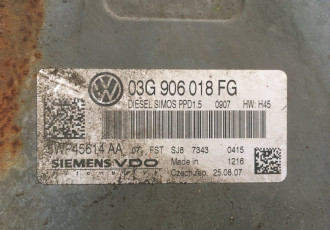 03G 906 018 FG
DIESEL SIMOS PPD1.5 0907 HW: H45
5WP45614 AA 07 FST SJ8 7343 0415
SIEMENS VDO Made in 1216
Automotive Czech.rep. 25.08.07